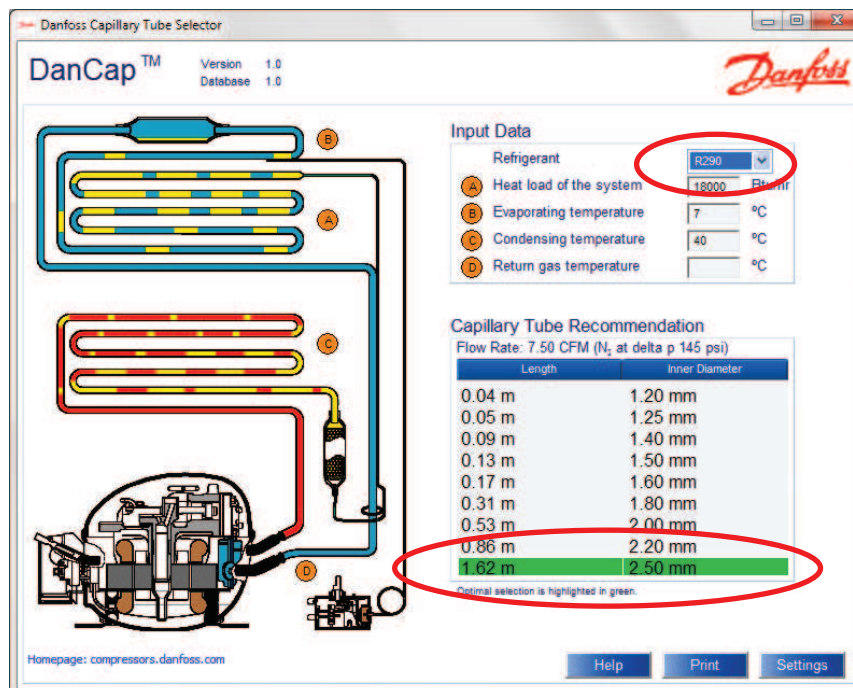 Danfoss Capillary Tube Selector
DanCap™
Version 1.0
Database 1.0
Danfoss
B
A
C
D
Input Data
Refrigerant R290
A Heat load of the system 18000 Btu/hr
B Evaporating temperature 7 ºC
C Condensing temperature 40 ºC
D Return gas temperature ºC
Capillary Tube Recommendation
Flow Rate: 7.50 CFM (N₂ at delta p 145 psi)
Length Inner Diameter
0.04 m 1.20 mm
0.05 m 1.25 mm
0.09 m 1.40 mm
0.13 m 1.50 mm
0.17 m 1.60 mm
0.31 m 1.80 mm
0.53 m 2.00 mm
0.86 m 2.20 mm
1.62 m 2.50 mm
Optimal selection is highlighted in green.
Homepage: compressors.danfoss.com
Help Print Settings